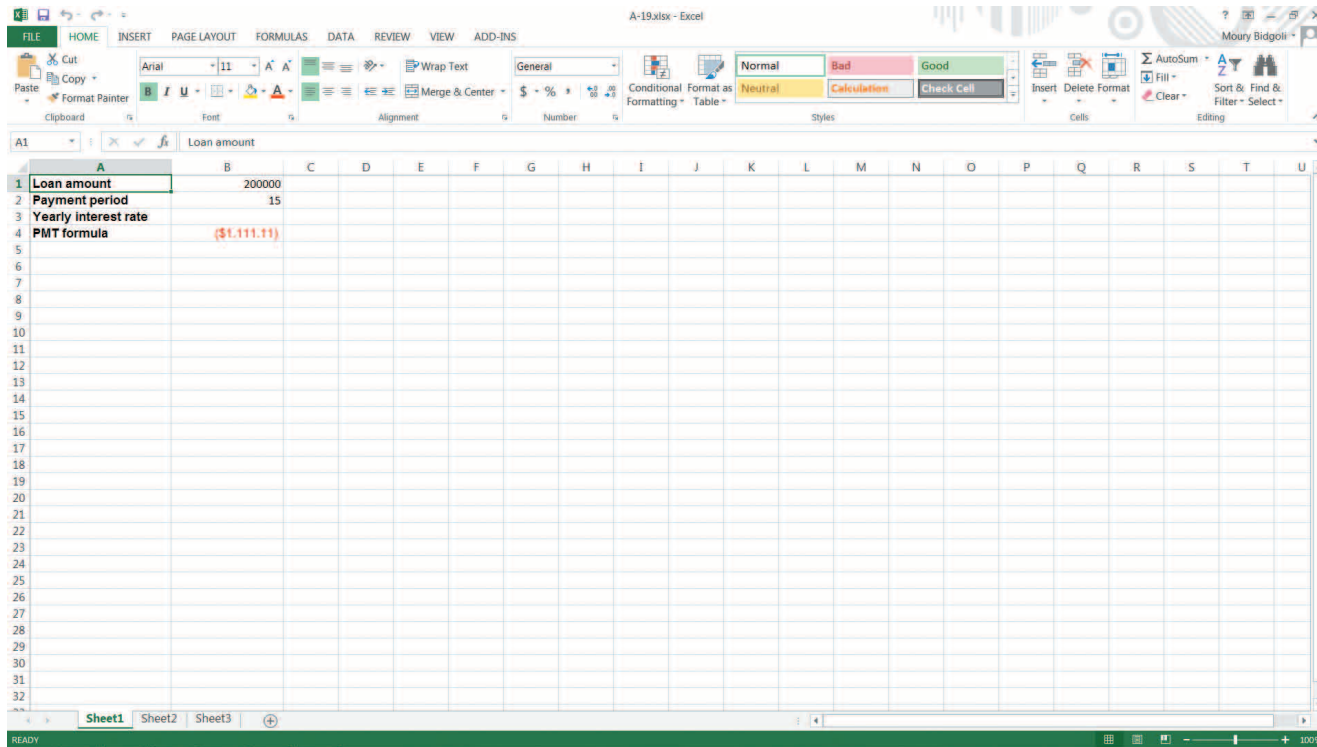 A-19.xlsx - Excel
?
FILE HOME INSERT PAGE LAYOUT FORMULAS DATA REVIEW VIEW ADD-INS Moury Bidgoli
Paste
Cut
Copy
Format Painter
Clipboard
Arial 11 A A
B I U A
Font
Wrap Text
Merge & Center
Alignment
General
$ % , .0 .00 .00 .0
Number
Conditional Formatting
Format as Table
Normal Bad Good
Neutral Calculation Check Cell
Styles
Insert Delete Format
Cells
Σ AutoSum
Fill
Clear
A Z
Sort & Filter
Find & Select
Editing
A1 fx Loan amount
A B C D E F G H I J K L M N O P Q R S T U
1 Loan amount 200000
2 Payment period 15
3 Yearly interest rate
4 PMT formula ($1,111.11)
5
6
7
8
9
10
11
12
13
14
15
16
17
18
19
20
21
22
23
24
25
26
27
28
29
30
31
32
Sheet1 Sheet2 Sheet3
READY 100%